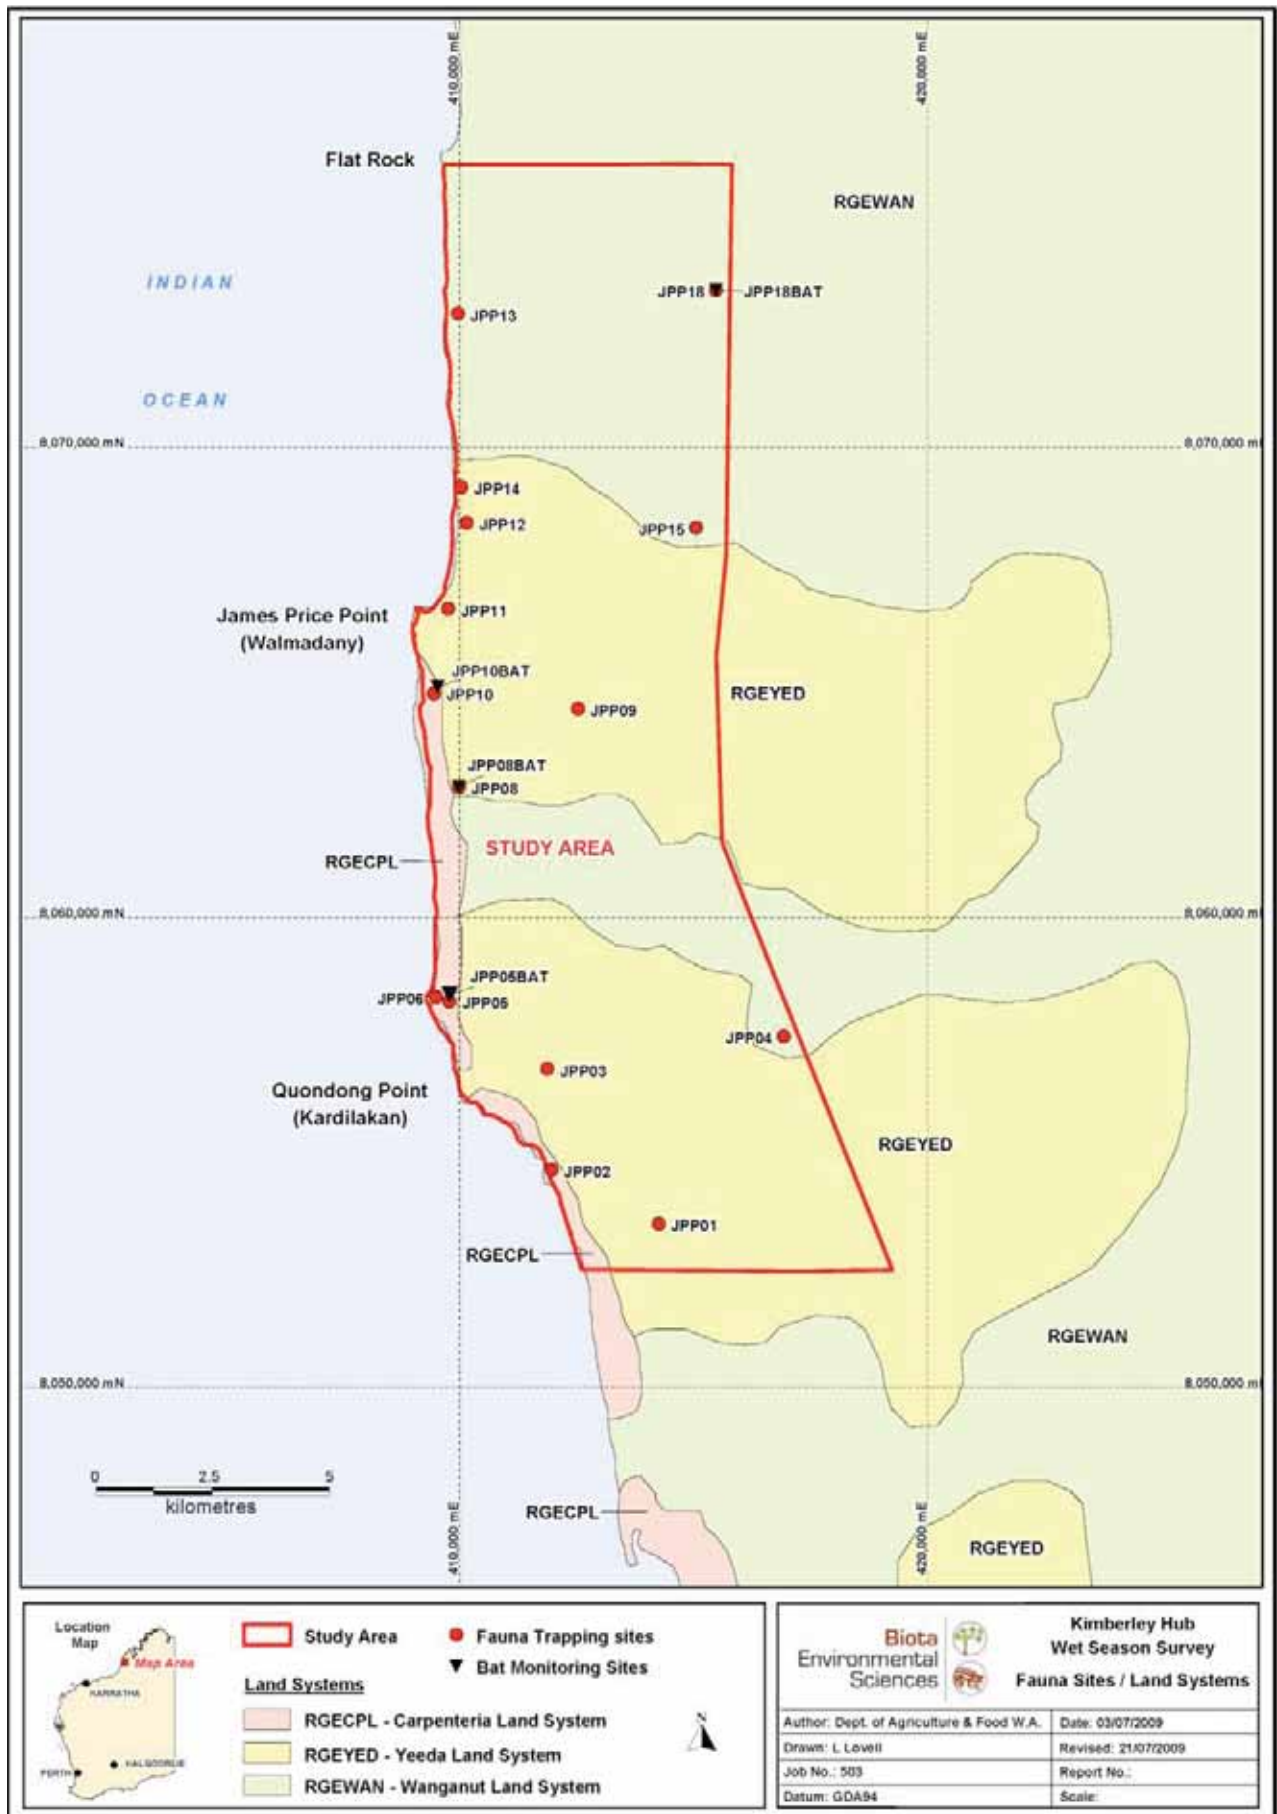 410,000 mE
420,000 mE
Flat Rock
RGEWAN
INDIAN
JPP18
JPP18BAT
JPP13
OCEAN
8,070,000 mN
8,070,000 m
JPP14
JPP12
JPP15
JPP11
James Price Point
(Walmadany)
JPP10BAT
JPP10
RGEYED
JPP09
JPP08BAT
JPP08
STUDY AREA
RGECPL
8,060,000 mN
8,060,000 m
JPP05BAT
JPP06
JPP05
JPP04
JPP03
Quondong Point
(Kardilakan)
RGEYED
JPP02
JPP01
RGECPL
RGEWAN
8,050,000 mN
8,050,000 m
0 2.5 5
kilometres
410,000 mE
420,000 mE
RGECPL
RGEYED
Location
Map
Map Area
KARRATHA
KALGOORLIE
PERTH
Study Area
Fauna Trapping sites
Bat Monitoring Sites
Land Systems
RGECPL - Carpenteria Land System
RGEYED - Yeeda Land System
RGEWAN - Wanganut Land System
N
Biota
Environmental
Sciences
Kimberley Hub
Wet Season Survey
Fauna Sites / Land Systems
Author: Dept. of Agriculture & Food W.A.
Date: 03/07/2009
Drawn: L Lovell
Revised: 21/07/2009
Job No.: 503
Report No.:
Datum: GDA94
Scale: